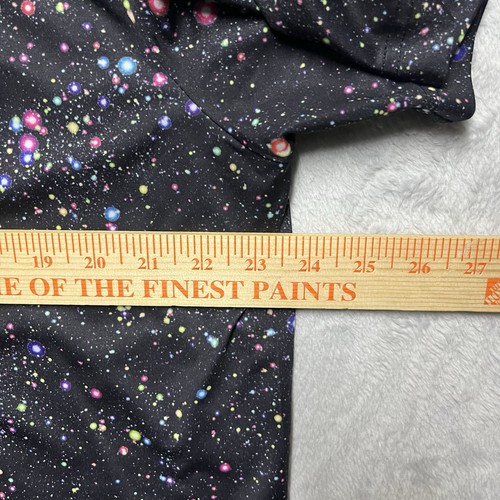 19 20 21 22 23 24 25 26 27
E OF THE FINEST PAINTS